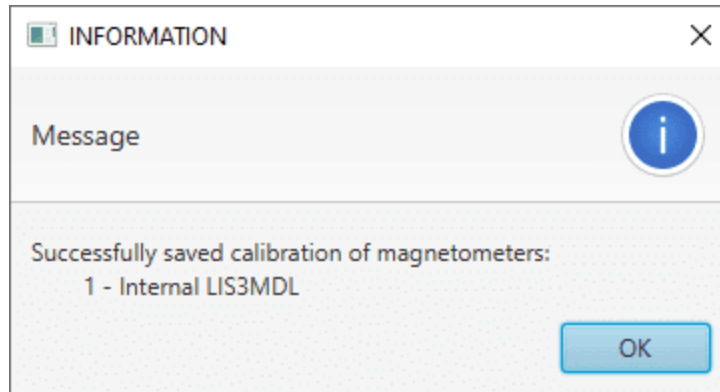 INFORMATION
Message
Successfully saved calibration of magnetometers:
1 - Internal LIS3MDL
OK